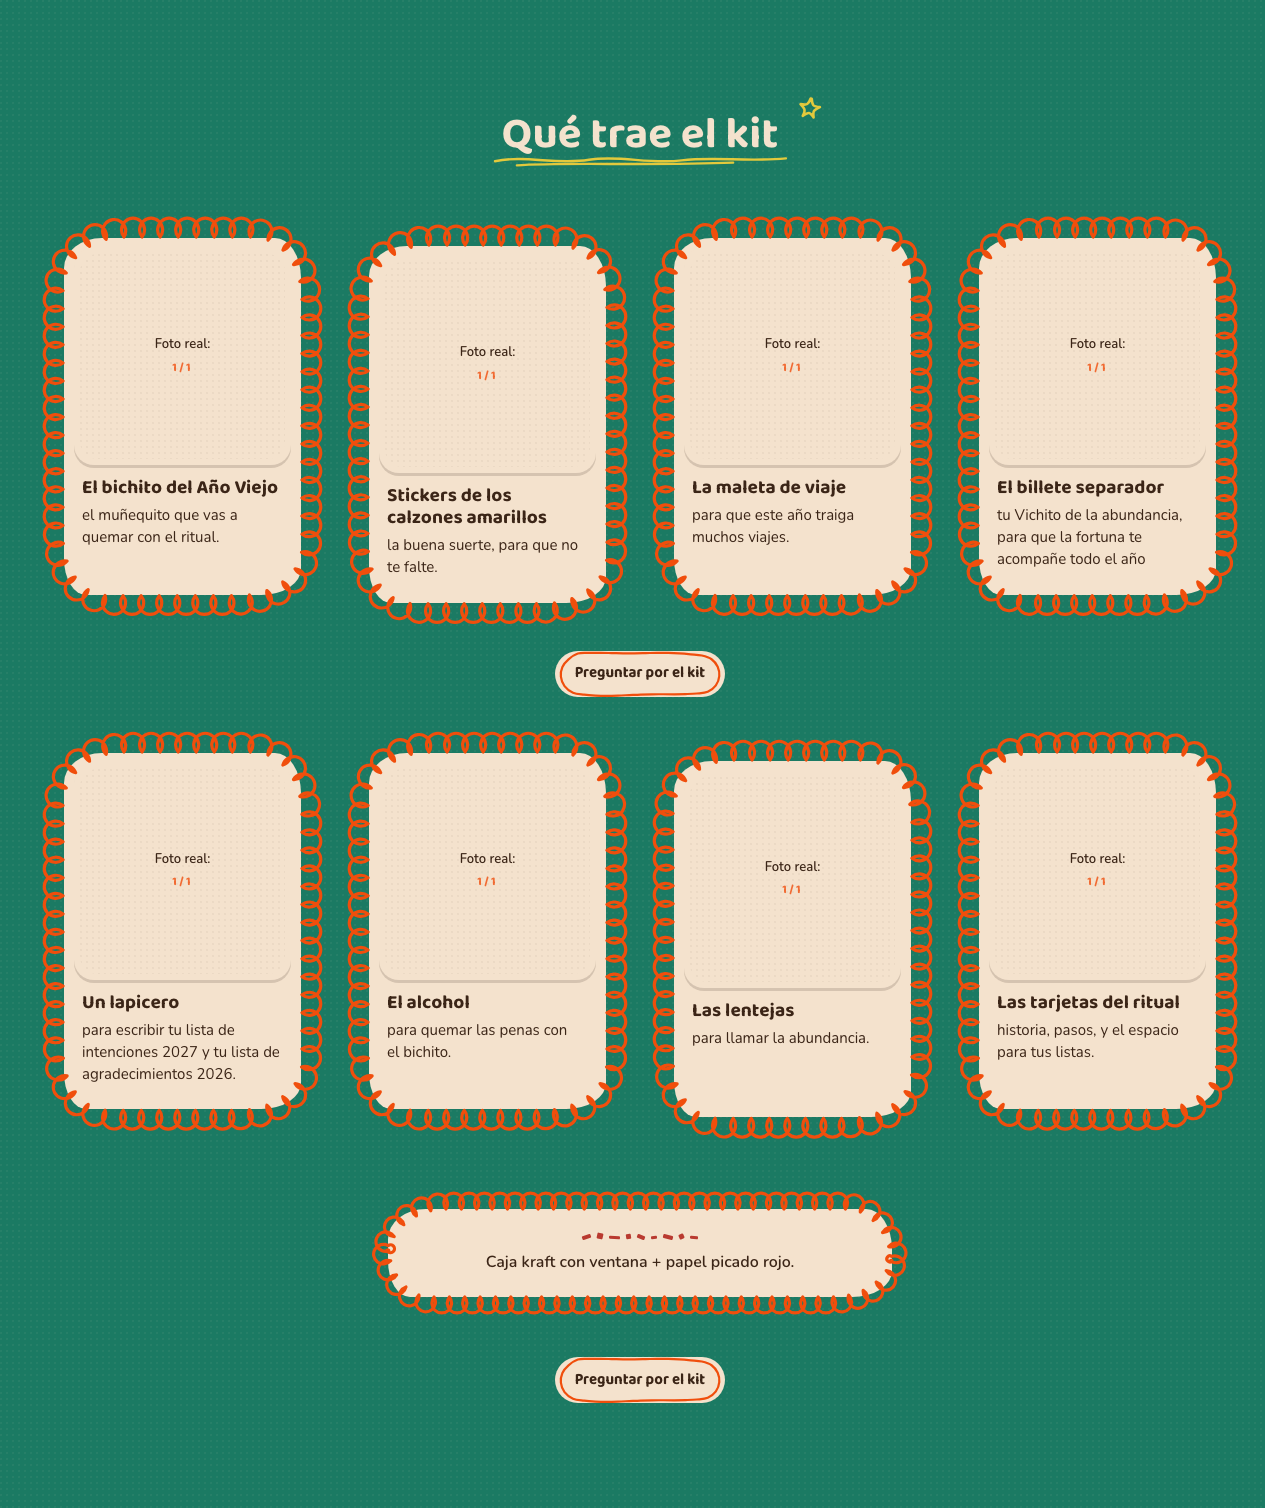 Qué trae el kit
Foto real:
1/1
El bichito del Año Viejo
el muñequito que vas a
quemar con el ritual.
Foto real:
1/1
Stickers de los
calzones amarillos
la buena suerte, para que no
te falte.
Foto real:
1/1
La maleta de viaje
para que este año traiga
muchos viajes.
Foto real:
1/1
El billete separador
tu Vichito de la abundancia,
para que la fortuna te
acompañe todo el año
Preguntar por el kit
Foto real:
1/1
Un lapicero
para escribir tu lista de
intenciones 2027 y tu lista de
agradecimientos 2026.
Foto real:
1/1
El alcohol
para quemar las penas con
el bichito.
Foto real:
1/1
Las lentejas
para llamar la abundancia.
Foto real:
1/1
Las tarjetas del ritual
historia, pasos, y el espacio
para tus listas.
Caja kraft con ventana + papel picado rojo.
Preguntar por el kit